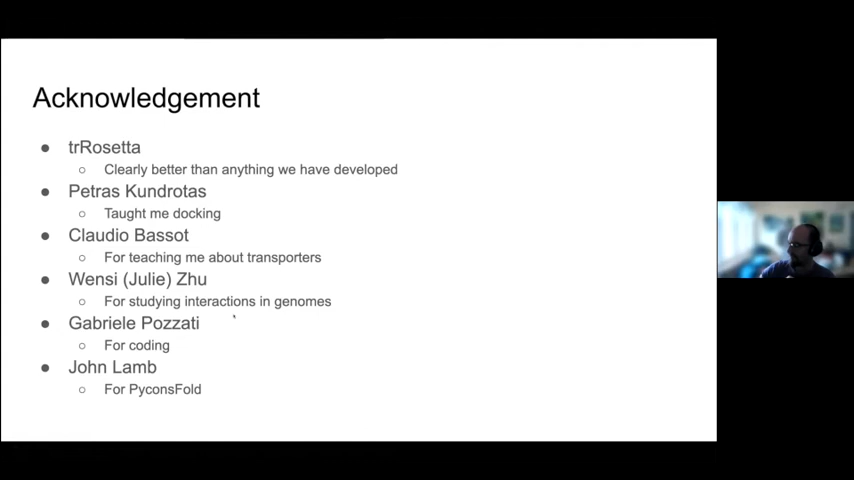 Acknowledgement
● trRosetta
○ Clearly better than anything we have developed
● Petras Kundrotas
○ Taught me docking
● Claudio Bassot
○ For teaching me about transporters
● Wensi (Julie) Zhu
○ For studying interactions in genomes
● Gabriele Pozzati
○ For coding
● John Lamb
○ For PyconsFold